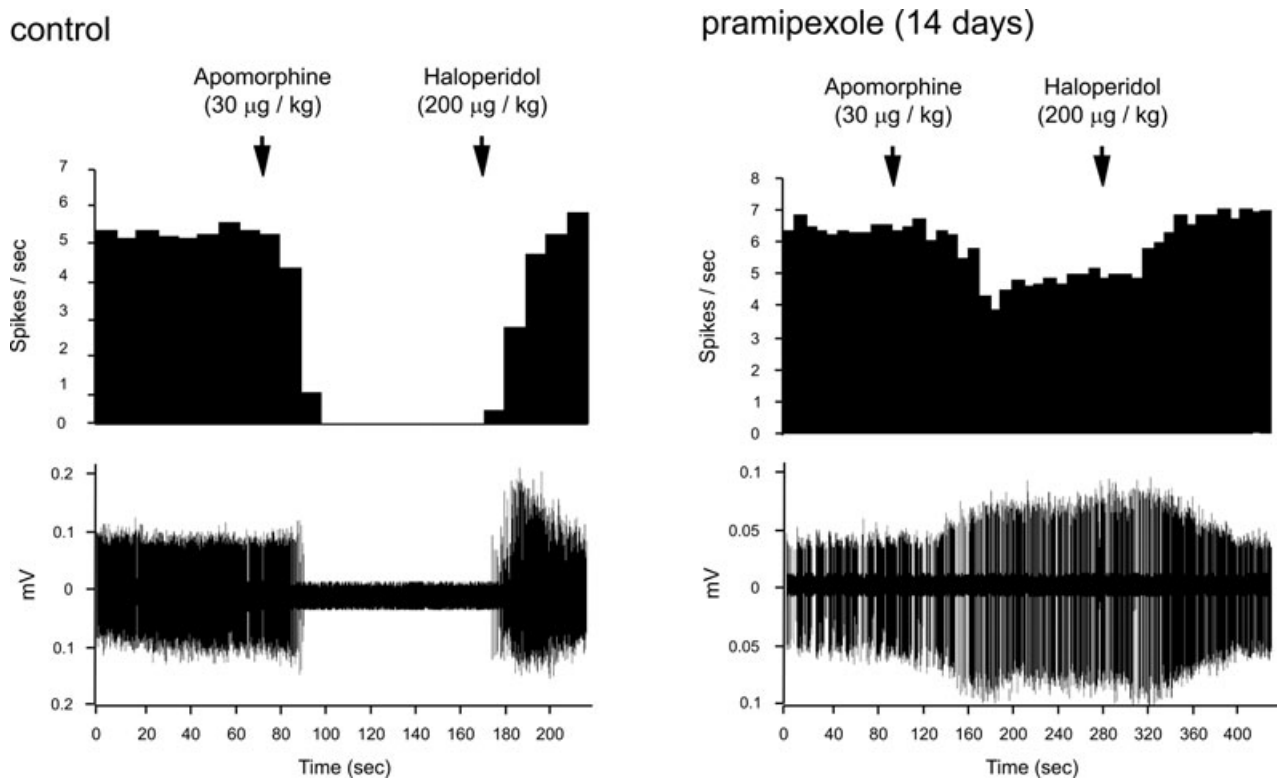 control
Apomorphine
(30 μg / kg)
Haloperidol
(200 μg / kg)
7
6
5
4
3
2
1
0
Spikes / sec
0.2
0.1
0
0.1
0.2
mV
0 20 40 60 80 100 120 140 160 180 200
Time (sec)
pramipexole (14 days)
Apomorphine
(30 μg / kg)
Haloperidol
(200 μg / kg)
8
7
6
5
4
3
2
1
0
Spikes / sec
0.1
0.05
0
0.05
0.1
mV
0 40 80 120 160 200 240 280 320 360 400
Time (sec)